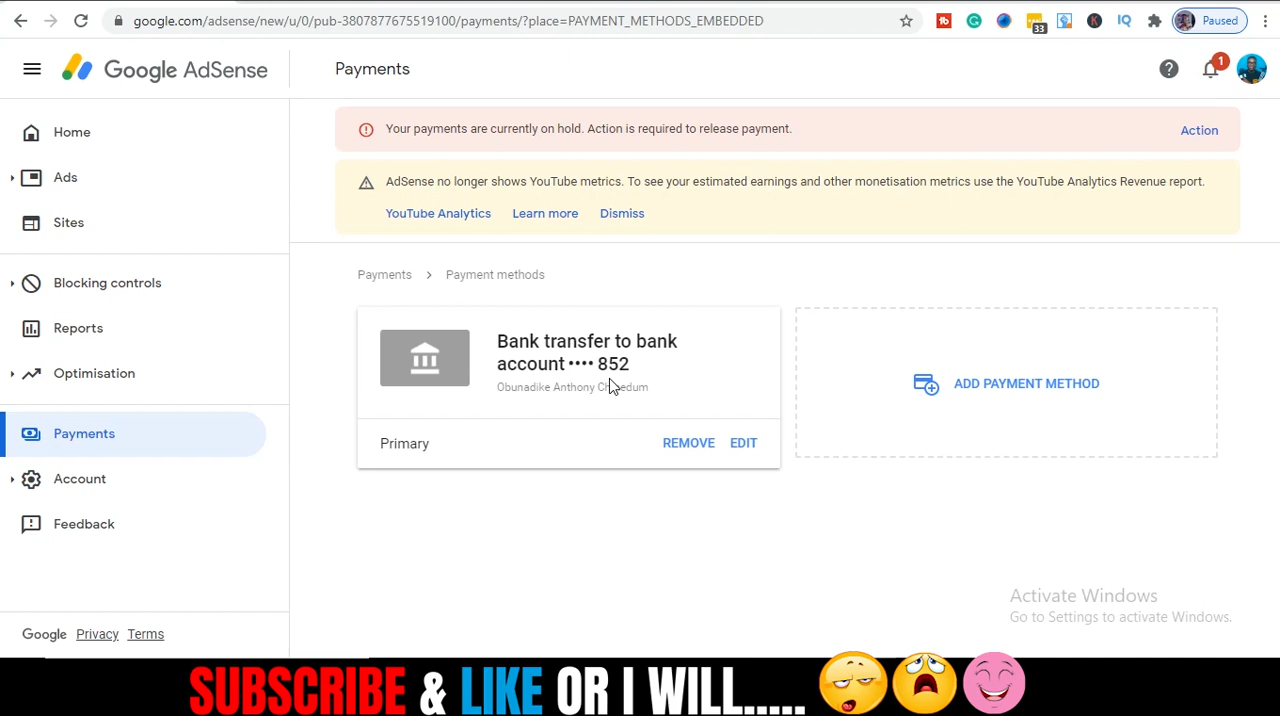 google.com/adsense/new/u/0/pub-3807877675519100/payments/?place=PAYMENT_METHODS_EMBEDDED
33
IQ
K
Paused
Google AdSense
Payments
1
Home
Ads
Sites
Blocking controls
Reports
Optimisation
Payments
Account
Feedback
Google Privacy Terms
Your payments are currently on hold. Action is required to release payment.
Action
AdSense no longer shows YouTube metrics. To see your estimated earnings and other monetisation metrics use the YouTube Analytics Revenue report.
YouTube Analytics Learn more Dismiss
Payments > Payment methods
Bank transfer to bank
account •••• 852
Obunadike Anthony
Primary
REMOVE EDIT
ADD PAYMENT METHOD
Activate Windows
Go to Settings to activate Windows.
SUBSCRIBE & LIKE OR I WILL.....